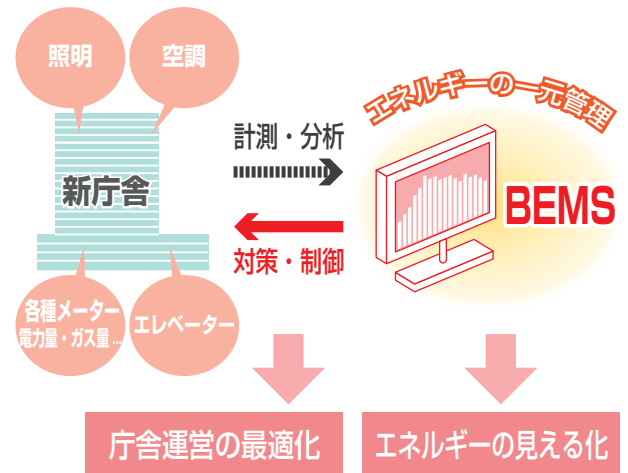 照明
空調
新庁舎
各種メーター
電力量・ガス量...
エレベーター
計測・分析
対策・制御
エネルギーの一元管理
BEMS
庁舎運営の最適化
エネルギーの見える化